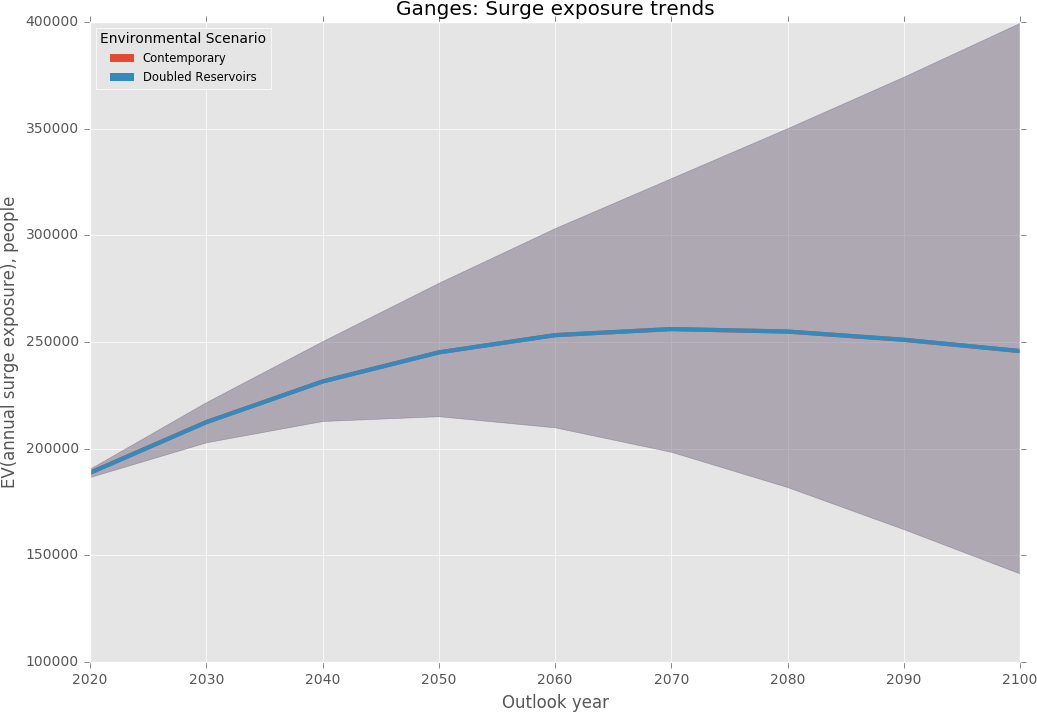 Ganges: Surge exposure trends
Environmental Scenario
Contemporary
Doubled Reservoirs
EV(annual surge exposure), people
400000
350000
300000
250000
200000
150000
100000
2020 2030 2040 2050 2060 2070 2080 2090 2100
Outlook year